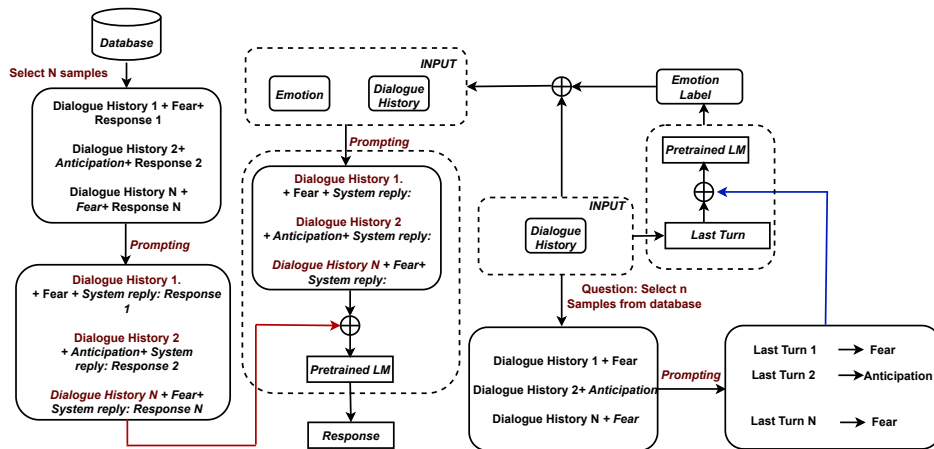 Database
Select N samples
Dialogue History 1 + Fear+
Response 1
Dialogue History 2+
Anticipation+ Response 2
Dialogue History N +
Fear+ Response N
Prompting
Dialogue History 1.
+ Fear + System reply: Response
1
Dialogue History 2
+ Anticipation+ System
reply: Response 2
Dialogue History N + Fear+
System reply: Response N
INPUT
Emotion
Dialogue
History
Prompting
Dialogue History 1.
+ Fear + System reply:
Dialogue History 2
+ Anticipation+ System reply:
Dialogue History N + Fear+
System reply:
Pretrained LM
Response
Emotion
Label
Pretrained LM
Last Turn
INPUT
Dialogue
History
Question: Select n
Samples from database
Dialogue History 1 + Fear
Dialogue History 2+ Anticipation
Dialogue History N + Fear
Prompting
Last Turn 1 Fear
Last Turn 2 Anticipation
Last Turn N Fear